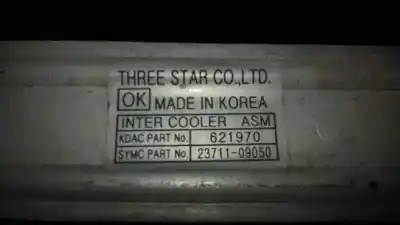 THREE STAR CO.,LTD.
OK MADE IN KOREA
INTER COOLER ASM
KDAC PART No. 621970
SYMC PART No. 23711-09050